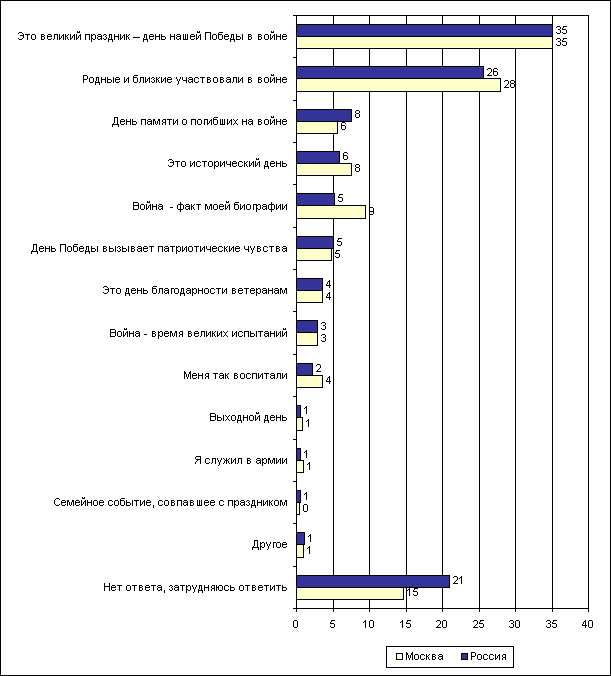 Это великий праздник – день нашей Победы в войне 35
35
Родные и близкие участвовали в войне 26
28
День памяти о погибших на войне 8
6
Это исторический день 6
8
Война - факт моей биографии 5
9
День Победы вызывает патриотические чувства 5
5
Это день благодарности ветеранам 4
4
Война - время великих испытаний 3
3
Меня так воспитали 2
4
Выходной день 1
1
Я служил в армии 1
1
Семейное событие, совпавшее с праздником 1
0
Другое 1
1
Нет ответа, затрудняюсь ответить 21
15
0 5 10 15 20 25 30 35 40
Москва Россия